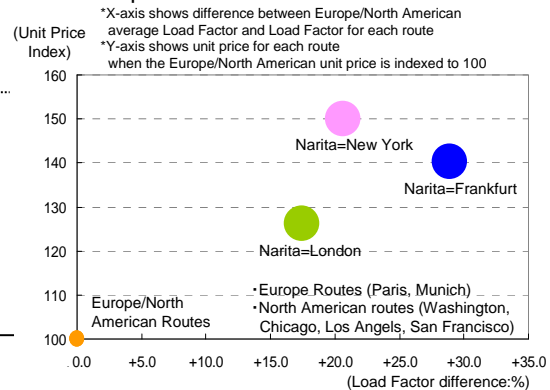 *X-axis shows difference between Europe/North American
average Load Factor and Load Factor for each route
*Y-axis shows unit price for each route
when the Europe/North American unit price is indexed to 100
(Unit Price
Index)
160
150
140
130
120
110
100
Narita=New York
Narita=Frankfurt
Narita=London
Europe/North
American Routes
・Europe Routes (Paris, Munich)
・North American routes (Washington,
Chicago, Los Angels, San Francisco)
0.0 +5.0 +10.0 +15.0 +20.0 +25.0 +30.0 +35.0
(Load Factor difference:%)